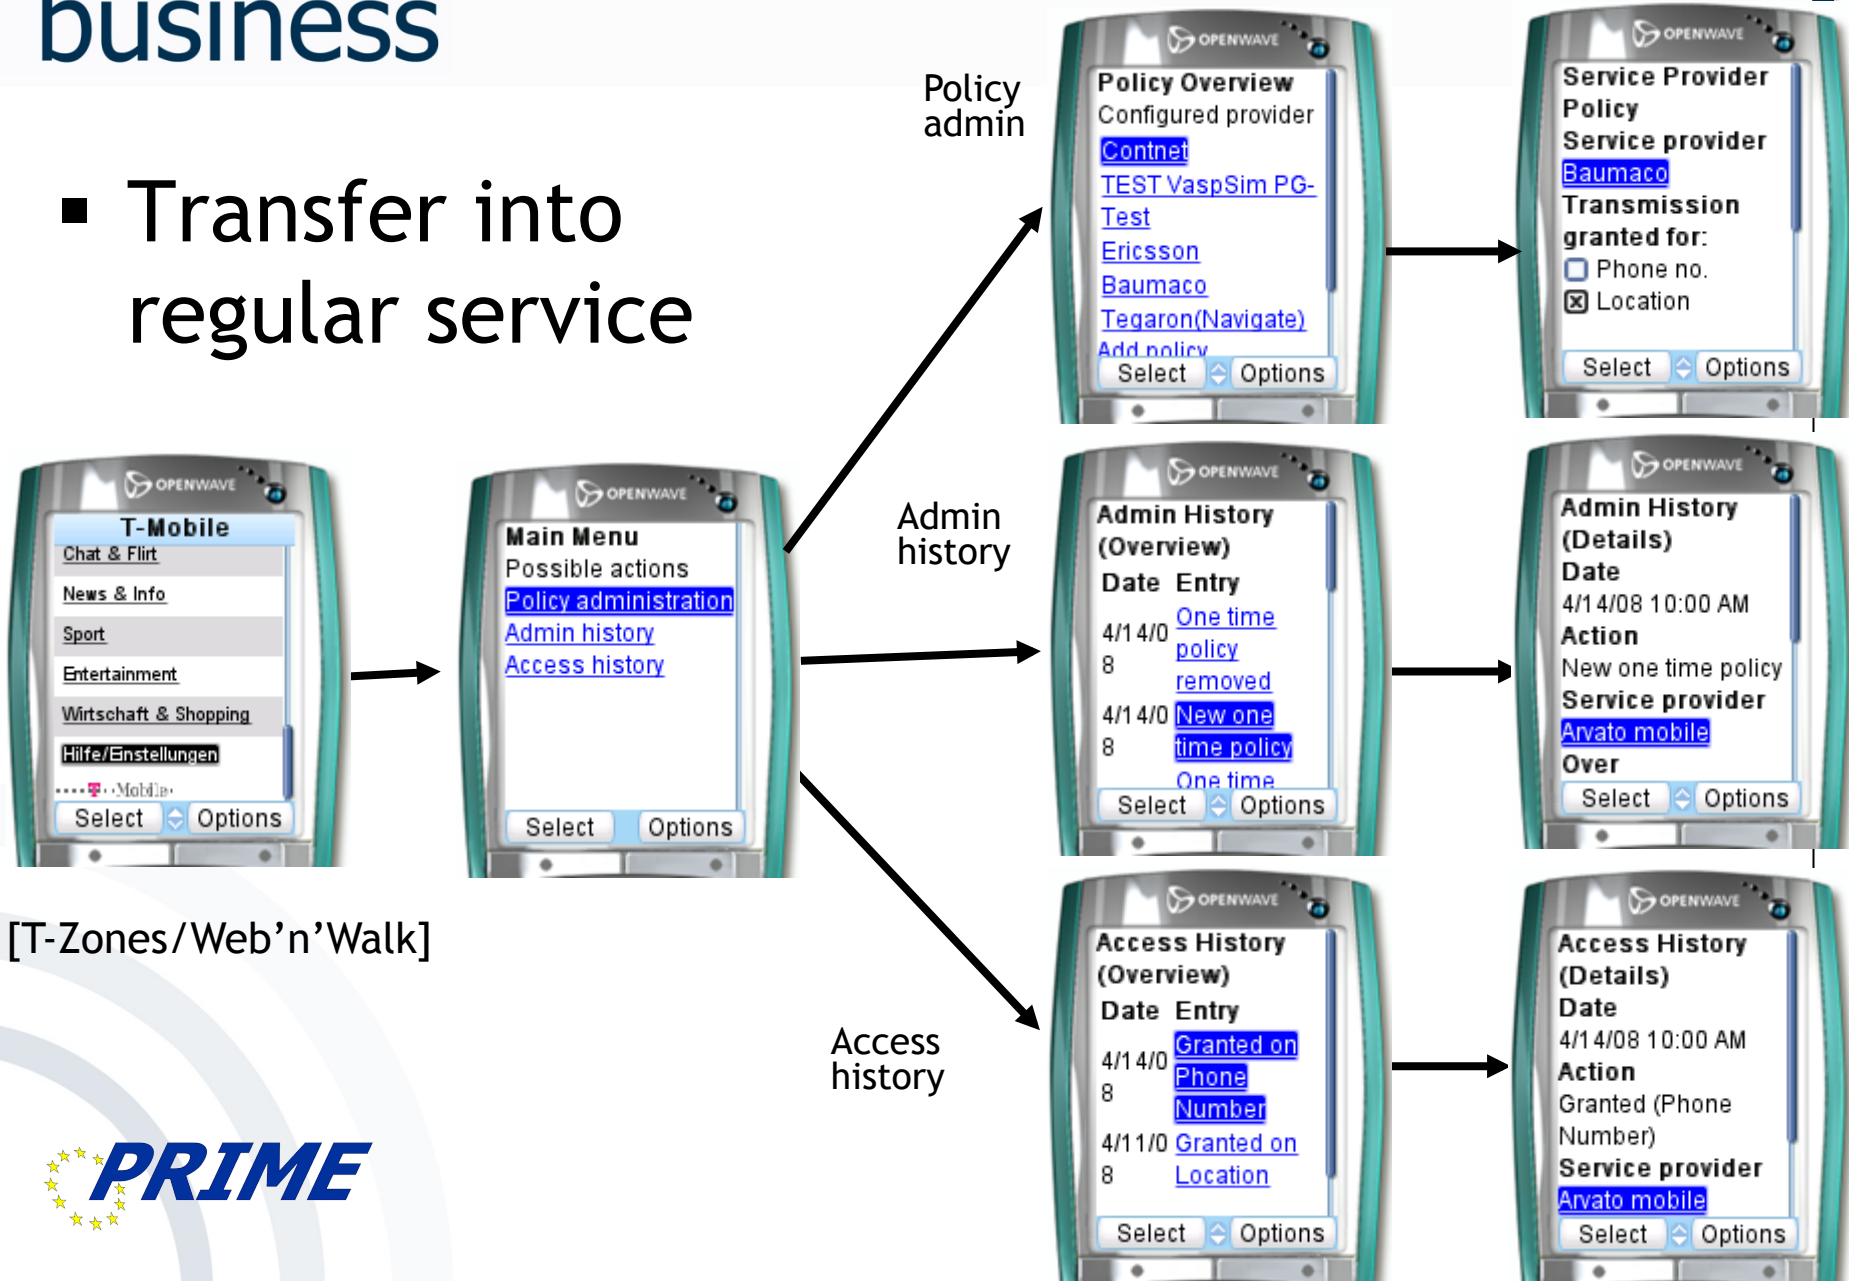 business
▪ Transfer into
regular service
Policy
admin
OPENWAVE
Policy Overview
Configured provider
Contnet
TEST VaspSim PG-
Test
Ericsson
Baumaco
Tegaron(Navigate)
Add policy
Select Options
OPENWAVE
Service Provider
Policy
Service provider
Baumaco
Transmission
granted for:
Phone no.
Location
Select Options
OPENWAVE
T-Mobile
Chat & Flirt
News & Info
Sport
Entertainment
Wirtschaft & Shopping
Hilfe/Einstellungen
····T··Mobile·
Select Options
OPENWAVE
Main Menu
Possible actions
Policy administration
Admin history
Access history
Select Options
Admin
history
OPENWAVE
Admin History
(Overview)
Date Entry
4/14/0
8
One time
policy
removed
4/14/0
8
New one
time policy
One time
Select Options
OPENWAVE
Admin History
(Details)
Date
4/14/08 10:00 AM
Action
New one time policy
Service provider
Arvato mobile
Over
Select Options
[T-Zones/Web’n’Walk]
Access
history
OPENWAVE
Access History
(Overview)
Date Entry
4/14/0
8
Granted on
Phone
Number
4/11/0
8
Granted on
Location
Select Options
OPENWAVE
Access History
(Details)
Date
4/14/08 10:00 AM
Action
Granted (Phone
Number)
Service provider
Arvato mobile
Select Options
PRIME